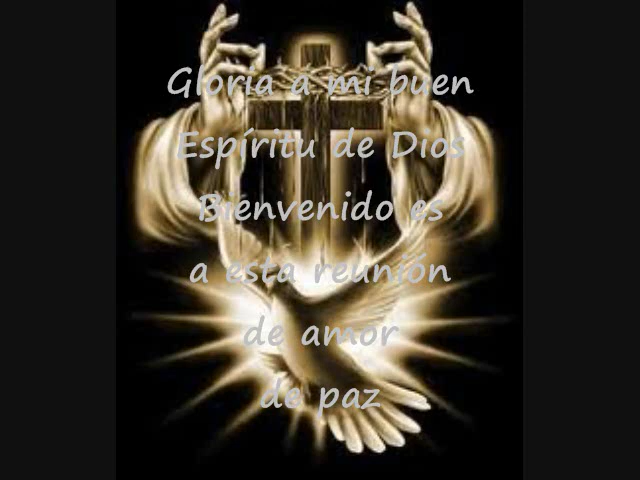 Gloria a mi buen
Espíritu de Dios
Bienvenido es
a esta reunión
de amor
de paz